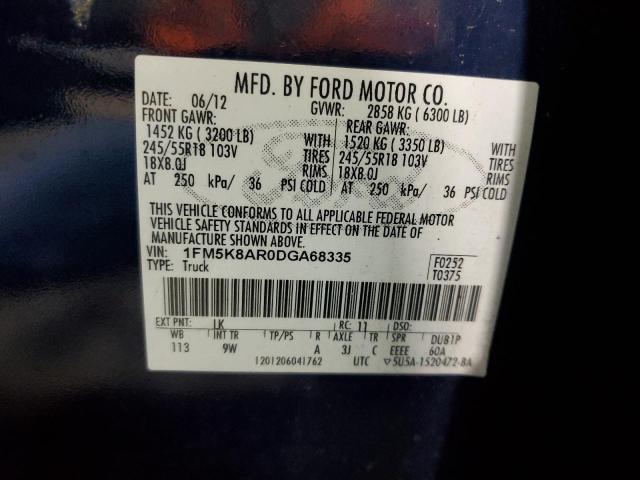 MFD. BY FORD MOTOR CO.
DATE: 06/12 GVWR: 2858 KG ( 6300 LB)
FRONT GAWR: REAR GAWR:
1452 KG ( 3200 LB) WITH 1520 KG ( 3350 LB) WITH
245/55R18 103V TIRES 245/55R18 103V TIRES
18X8.0J RIMS 18X8.0J RIMS
AT 250 kPa/ 36 PSI COLD AT 250 kPa/ 36 PSI COLD
Ford
THIS VEHICLE CONFORMS TO ALL APPLICABLE FEDERAL MOTOR
VEHICLE SAFETY STANDARDS IN EFFECT ON THE DATE OF
MANUFACTURE SHOWN ABOVE.
VIN: 1FM5K8AR0DGA68335 F0252
TYPE: Truck T0375
EXT PNT: LK RC: 11 DSO:
WB INT TR TP/PS R AXLE TR SPR DUB1P
113 9W A 3J C EEEE 60A
1201206041762 UTC ▽5U5A-1520472-BA